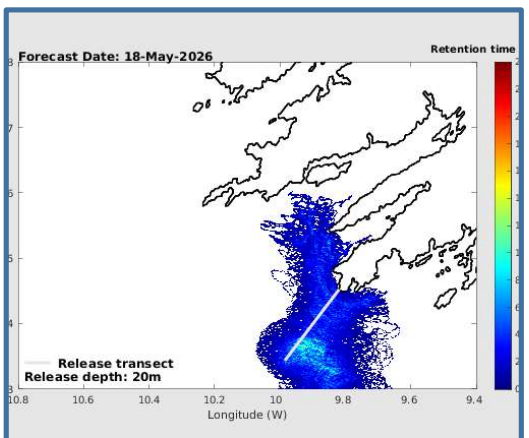 Retention time
Forecast Date: 18-May-2026
8
7
6
5
4
3
Release transect
Release depth: 20m
10.8 10.6 10.4 10.2 10 9.8 9.6 9.4
Longitude (W)